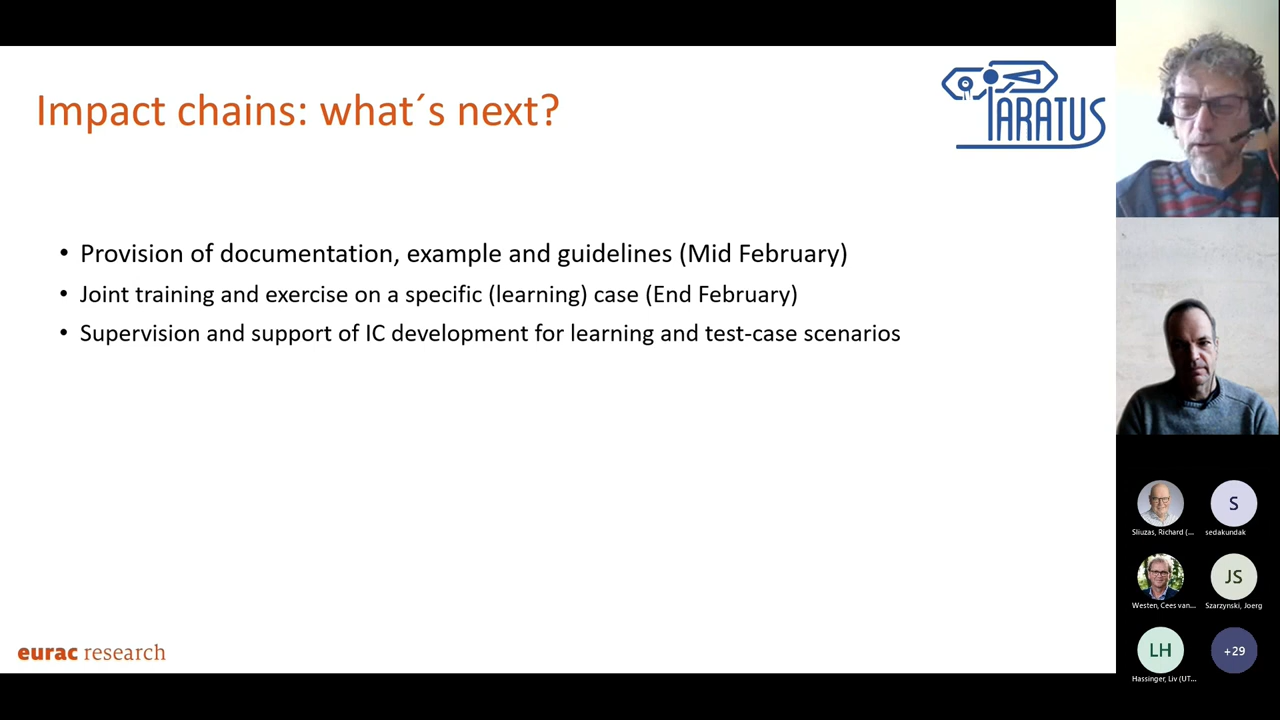 Impact chains: what´s next?
PARATUS
• Provision of documentation, example and guidelines (Mid February)
• Joint training and exercise on a specific (learning) case (End February)
• Supervision and support of IC development for learning and test-case scenarios
eurac research
Sliuzas, Richard (...
S
sedakundak
Westen, Cees van...
JS
Szarzynski, Joerg
LH
Hassinger, Liv (UT...
+29